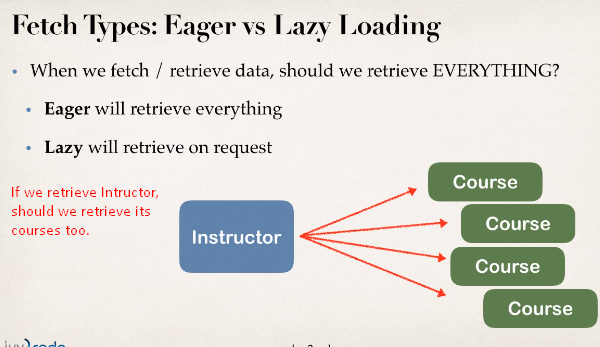 Fetch Types: Eager vs Lazy Loading
• When we fetch / retrieve data, should we retrieve EVERYTHING?
• Eager will retrieve everything
• Lazy will retrieve on request
If we retrieve Intructor,
should we retrieve its
courses too.
Instructor
Course
Course
Course
Course